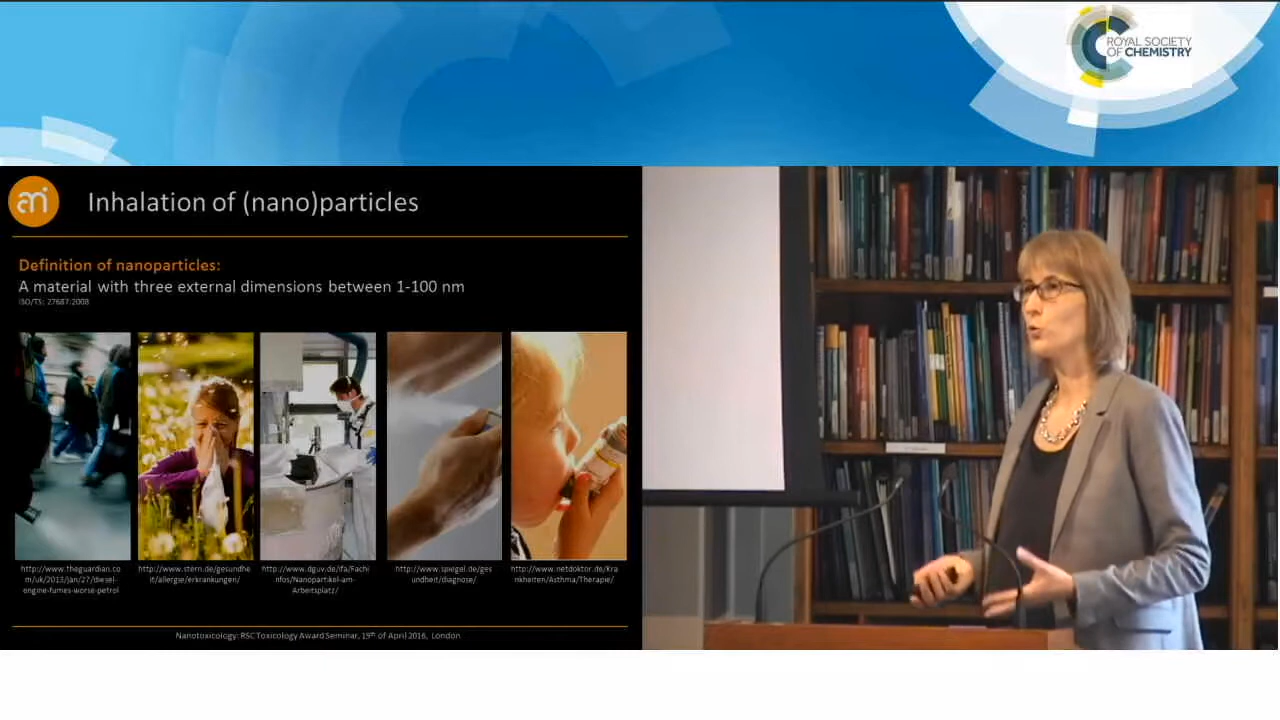 ROYAL SOCIETY
OF CHEMISTRY
ani
Inhalation of (nano)particles
Definition of nanoparticles:
A material with three external dimensions between 1-100 nm
ISO/TS: 27687:2008
http://www.theguardian.co
m/uk/2013/jan/27/diesel-
engine-fumes-worse-petrol
http://www.stern.de/gesundhe
it/allergie/erkrankungen/
http://www.dguv.de/ifa/Fachi
nfos/Nanopartikel-am-
Arbeitsplatz/
http://www.spiegel.de/ges
undheit/diagnose/
http://www.netdoktor.de/Kra
nkheiten/Asthma/Therapie/
Nanotoxicology: RSC Toxicology Award Seminar, 19th of April 2016, London